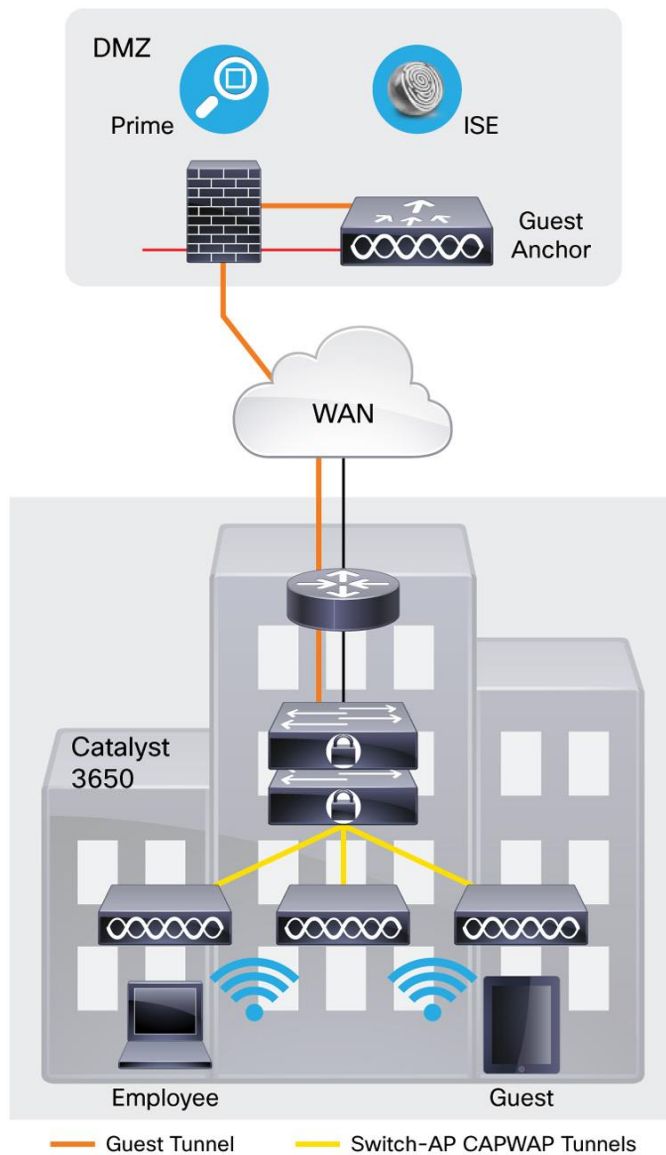 DMZ
Prime
ISE
Guest
Anchor
WAN
Catalyst
3650
Employee
Guest
Guest Tunnel
Switch-AP CAPWAP Tunnels